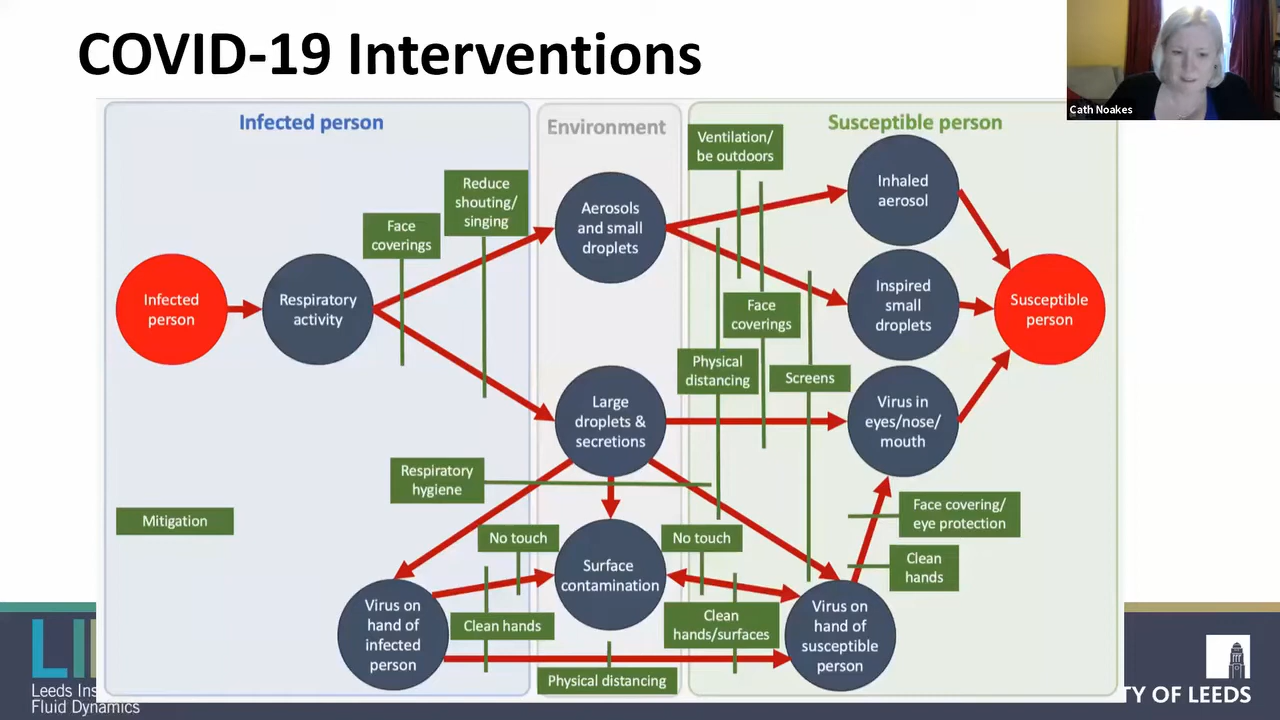 COVID-19 Interventions
Cath Noakes
Infected person
Environment
Susceptible person
Ventilation/
be outdoors
Reduce
shouting/
singing
Face
coverings
Aerosols
and small
droplets
Inhaled
aerosol
Infected
person
Respiratory
activity
Inspired
small
droplets
Susceptible
person
Face
coverings
Physical
distancing
Screens
Large
droplets &
secretions
Virus in
eyes/nose/
mouth
Respiratory
hygiene
Mitigation
Face covering/
eye protection
No touch
No touch
Surface
contamination
Clean
hands
Virus on
hand of
infected
person
Clean hands
Clean
hands/surfaces
Virus on
hand of
susceptible
person
Physical distancing
LI
Leeds Ins
Fluid Dynamics
TY OF LEEDS